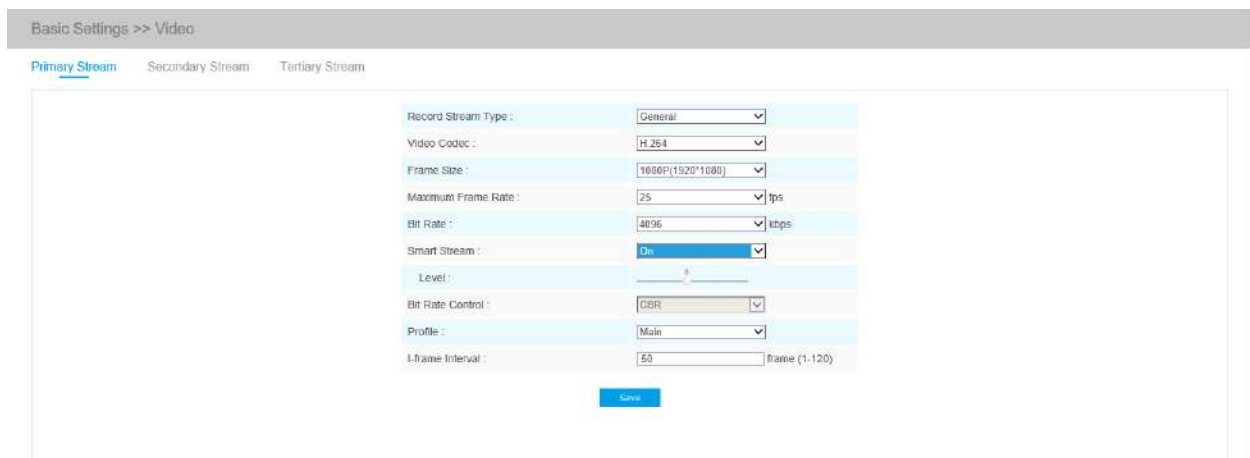 Basic Settings >> Video
Primary Stream Secondary Stream Tertiary Stream
Record Stream Type : General
Video Codec : H.264
Frame Size : 1080P(1920*1080)
Maximum Frame Rate : 25 fps
Bit Rate : 4096 kbps
Smart Stream : On
Level :
Bit Rate Control : CBR
Profile : Main
I-frame Interval : 50 frame (1-120)
Save